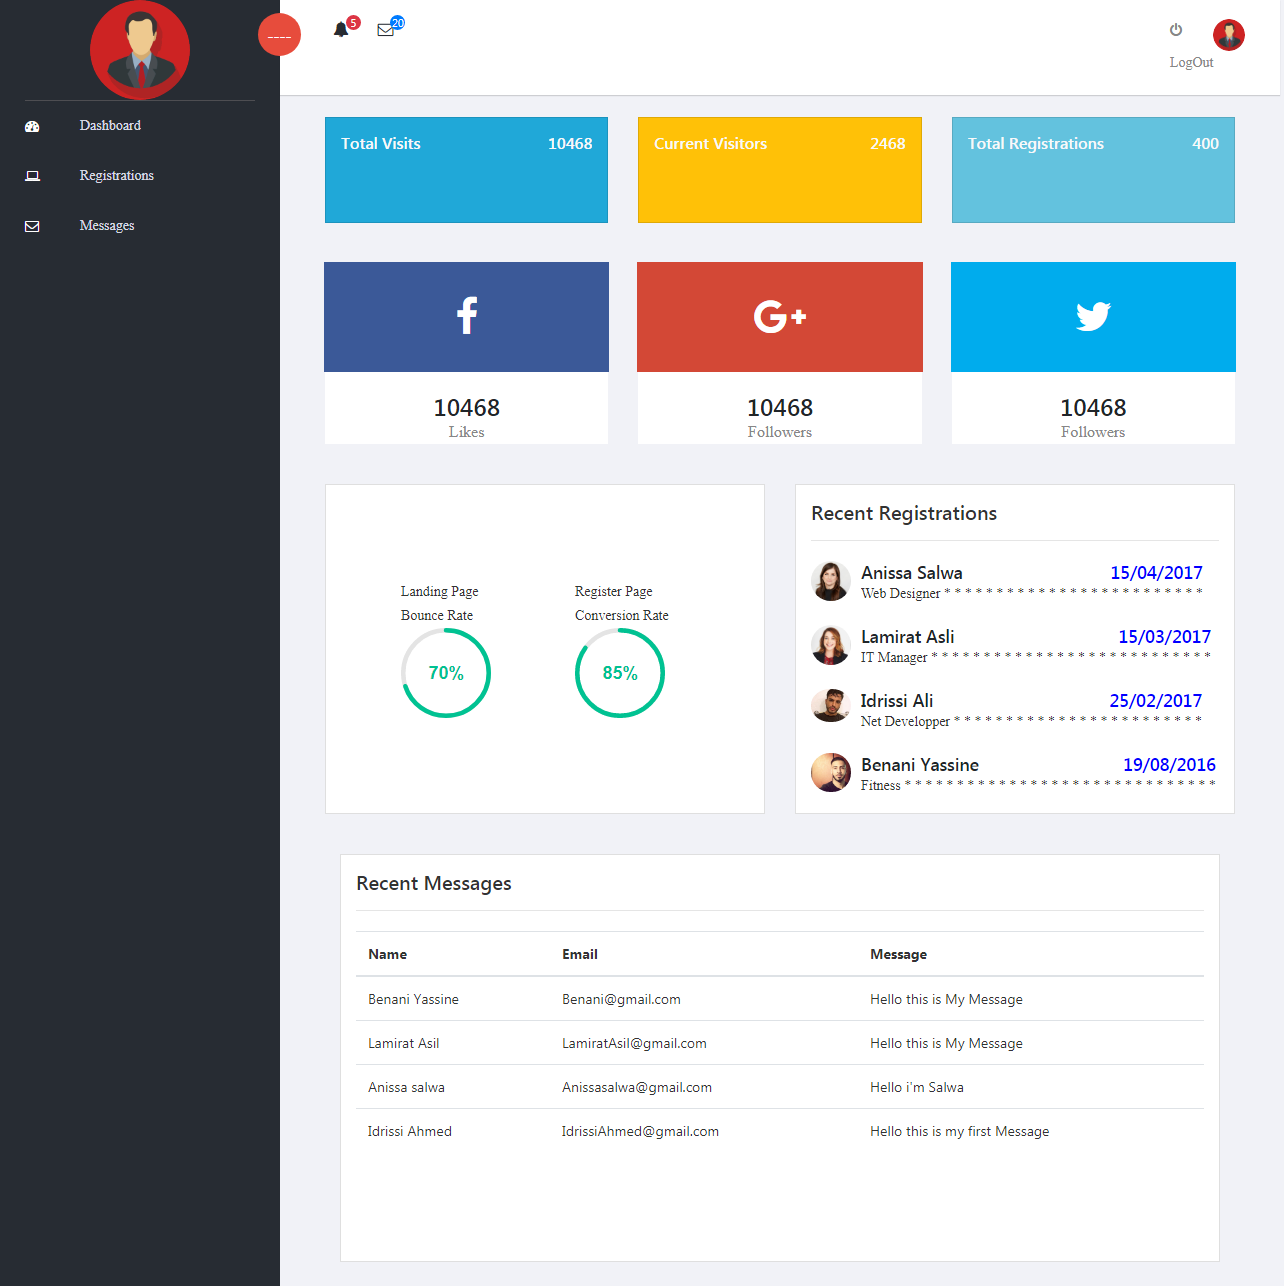 ____
5
20
LogOut
Dashboard
Registrations
Messages
Total Visits 10468
Current Visitors 2468
Total Registrations 400
10468
Likes
10468
Followers
10468
Followers
Landing Page
Bounce Rate
70%
Register Page
Conversion Rate
85%
Recent Registrations
Anissa Salwa 15/04/2017
Web Designer * * * * * * * * * * * * * * * * * * * * * * * * *
Lamirat Asli 15/03/2017
IT Manager * * * * * * * * * * * * * * * * * * * * * * * * * * *
Idrissi Ali 25/02/2017
Net Developper * * * * * * * * * * * * * * * * * * * * * * * *
Benani Yassine 19/08/2016
Fitness * * * * * * * * * * * * * * * * * * * * * * * * * * * * * *
Recent Messages
Name Email Message
Benani Yassine Benani@gmail.com Hello this is My Message
Lamirat Asil LamiratAsil@gmail.com Hello this is My Message
Anissa salwa Anissasalwa@gmail.com Hello i'm Salwa
Idrissi Ahmed IdrissiAhmed@gmail.com Hello this is my first Message